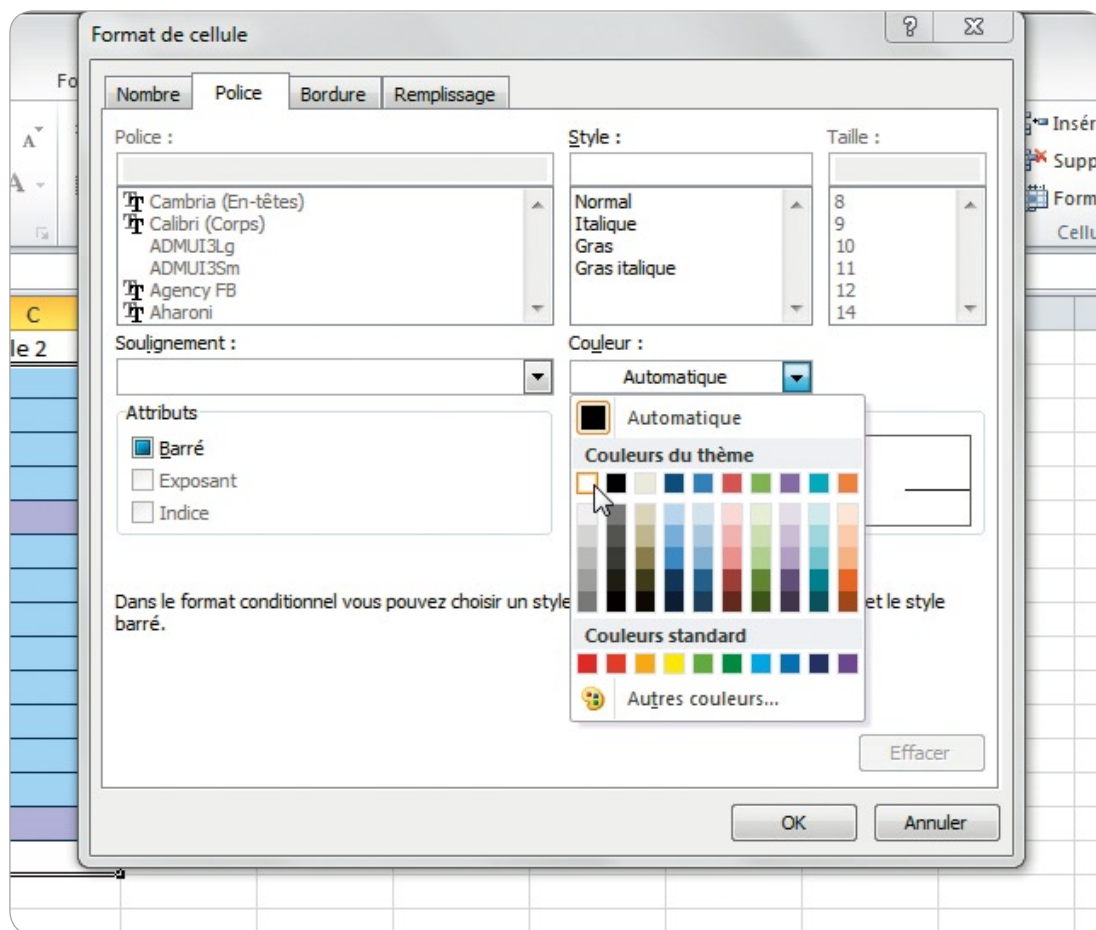 Format de cellule
Fo
Nombre Police Bordure Remplissage
Police : Style : Taille :
Cambria (En-têtes) Normal 8
Calibri (Corps) Italique 9
ADMUI3Lg Gras 10
ADMUI3Sm Gras italique 11
Agency FB 12
Aharoni 14
Insér
Supp
Form
Cellu
A
A
C
le 2
Soulignement : Couleur :
Automatique
Attributs
Barré
Exposant
Indice
Automatique
Couleurs du thème
Couleurs standard
Autres couleurs...
Dans le format conditionnel vous pouvez choisir un style et le style
barré.
Effacer
OK Annuler